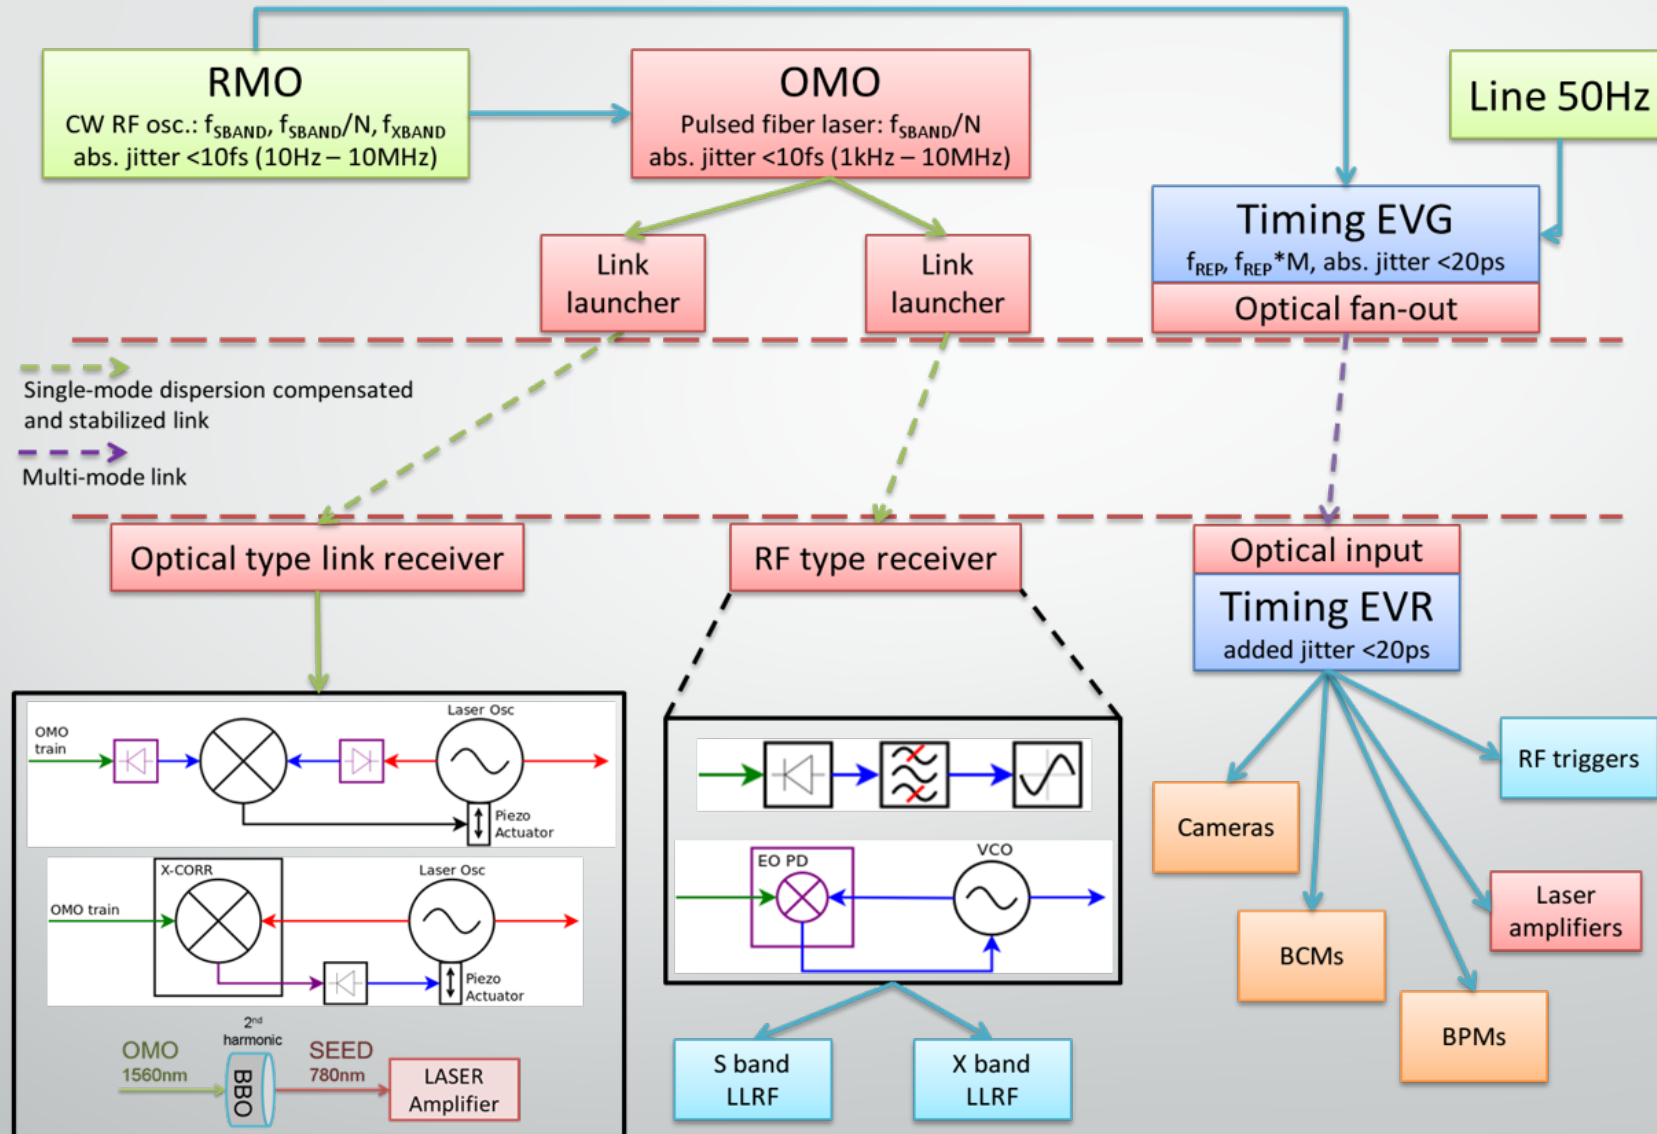 RMO
CW RF osc.: fSBAND, fSBAND/N, fXBAND
abs. jitter <10fs (10Hz – 10MHz)
OMO
Pulsed fiber laser: fSBAND/N
abs. jitter <10fs (1kHz – 10MHz)
Line 50Hz
Timing EVG
fREP, fREP*M, abs. jitter <20ps
Optical fan-out
Link
launcher
Link
launcher
Single-mode dispersion compensated
and stabilized link
Multi-mode link
Optical type link receiver
RF type receiver
Optical input
Timing EVR
added jitter <20ps
OMO
train
Laser Osc
Piezo
Actuator
X-CORR
OMO train
Laser Osc
Piezo
Actuator
2nd
harmonic
OMO
1560nm
BBO
SEED
780nm
LASER
Amplifier
EO PD
VCO
S band
LLRF
X band
LLRF
RF triggers
Cameras
Laser
amplifiers
BCMs
BPMs